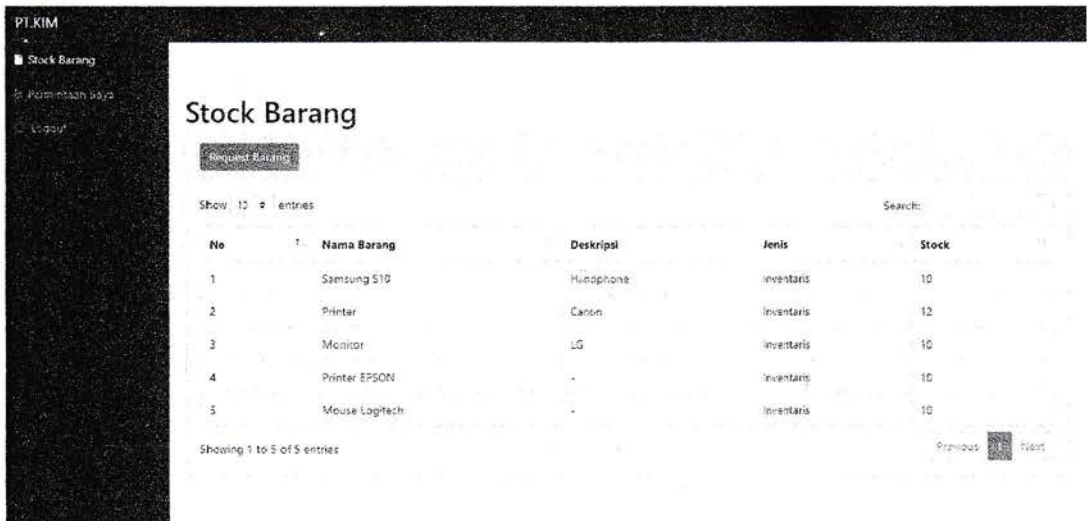 PT.KIM
Stock Barang
Permintaan Saya
Logout
Stock Barang
Request Barang
Show 10 entries
Search:
No Nama Barang Deskripsi Jenis Stock
1 Samsung S10 Handphone Inventaris 10
2 Printer Canon Inventaris 12
3 Monitor LG Inventaris 10
4 Printer EPSON - Inventaris 10
5 Mouse Logitech - Inventaris 10
Showing 1 to 5 of 5 entries
Previous 1 Next